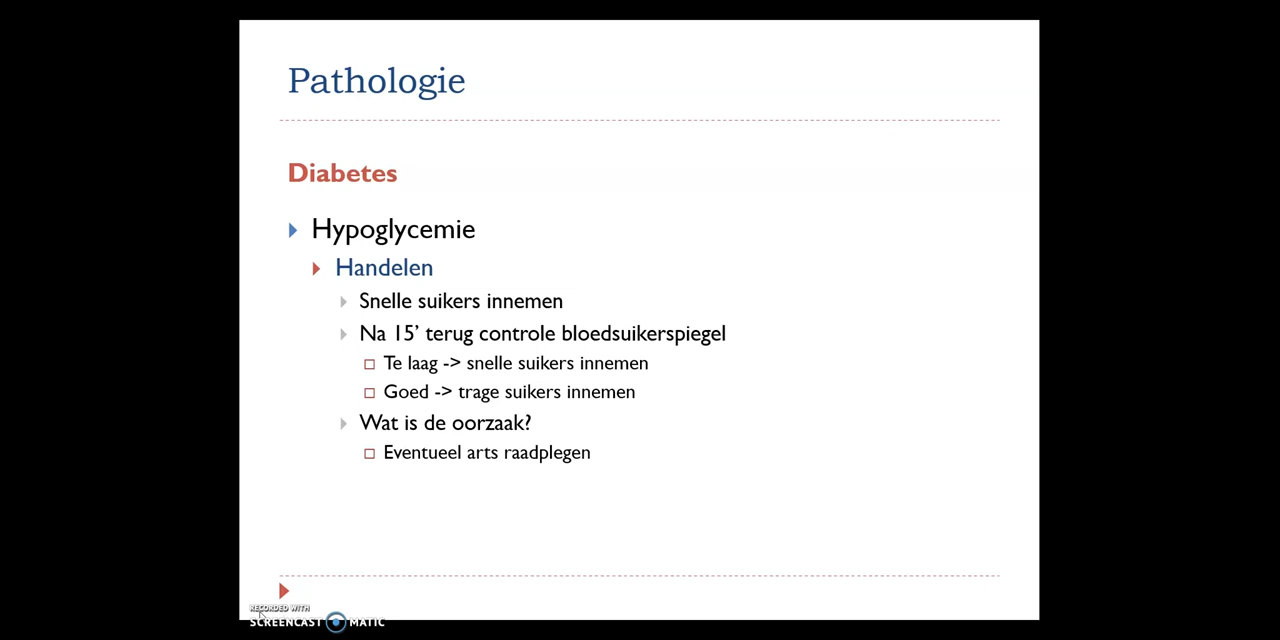 Pathologie
Diabetes
Hypoglycemie
Handelen
Snelle suikers innemen
Na 15’ terug controle bloedsuikerspiegel
Te laag -> snelle suikers innemen
Goed -> trage suikers innemen
Wat is de oorzaak?
Eventueel arts raadplegen
RECORDED WITH
SCREENCAST MATIC